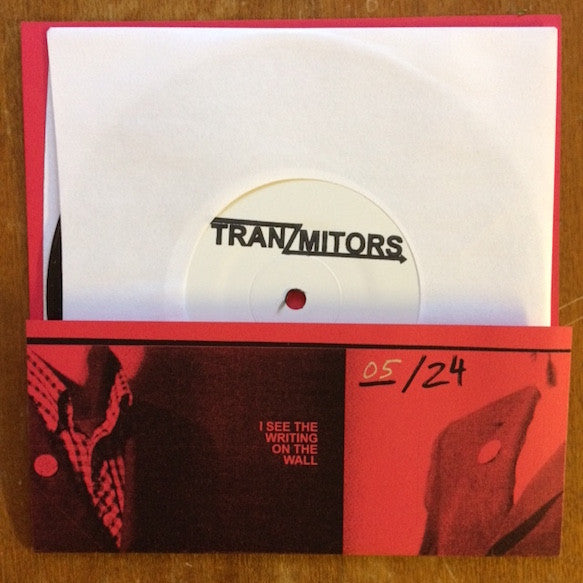 TRANZMITORS
05/24
I SEE THE
WRITING
ON THE
WALL